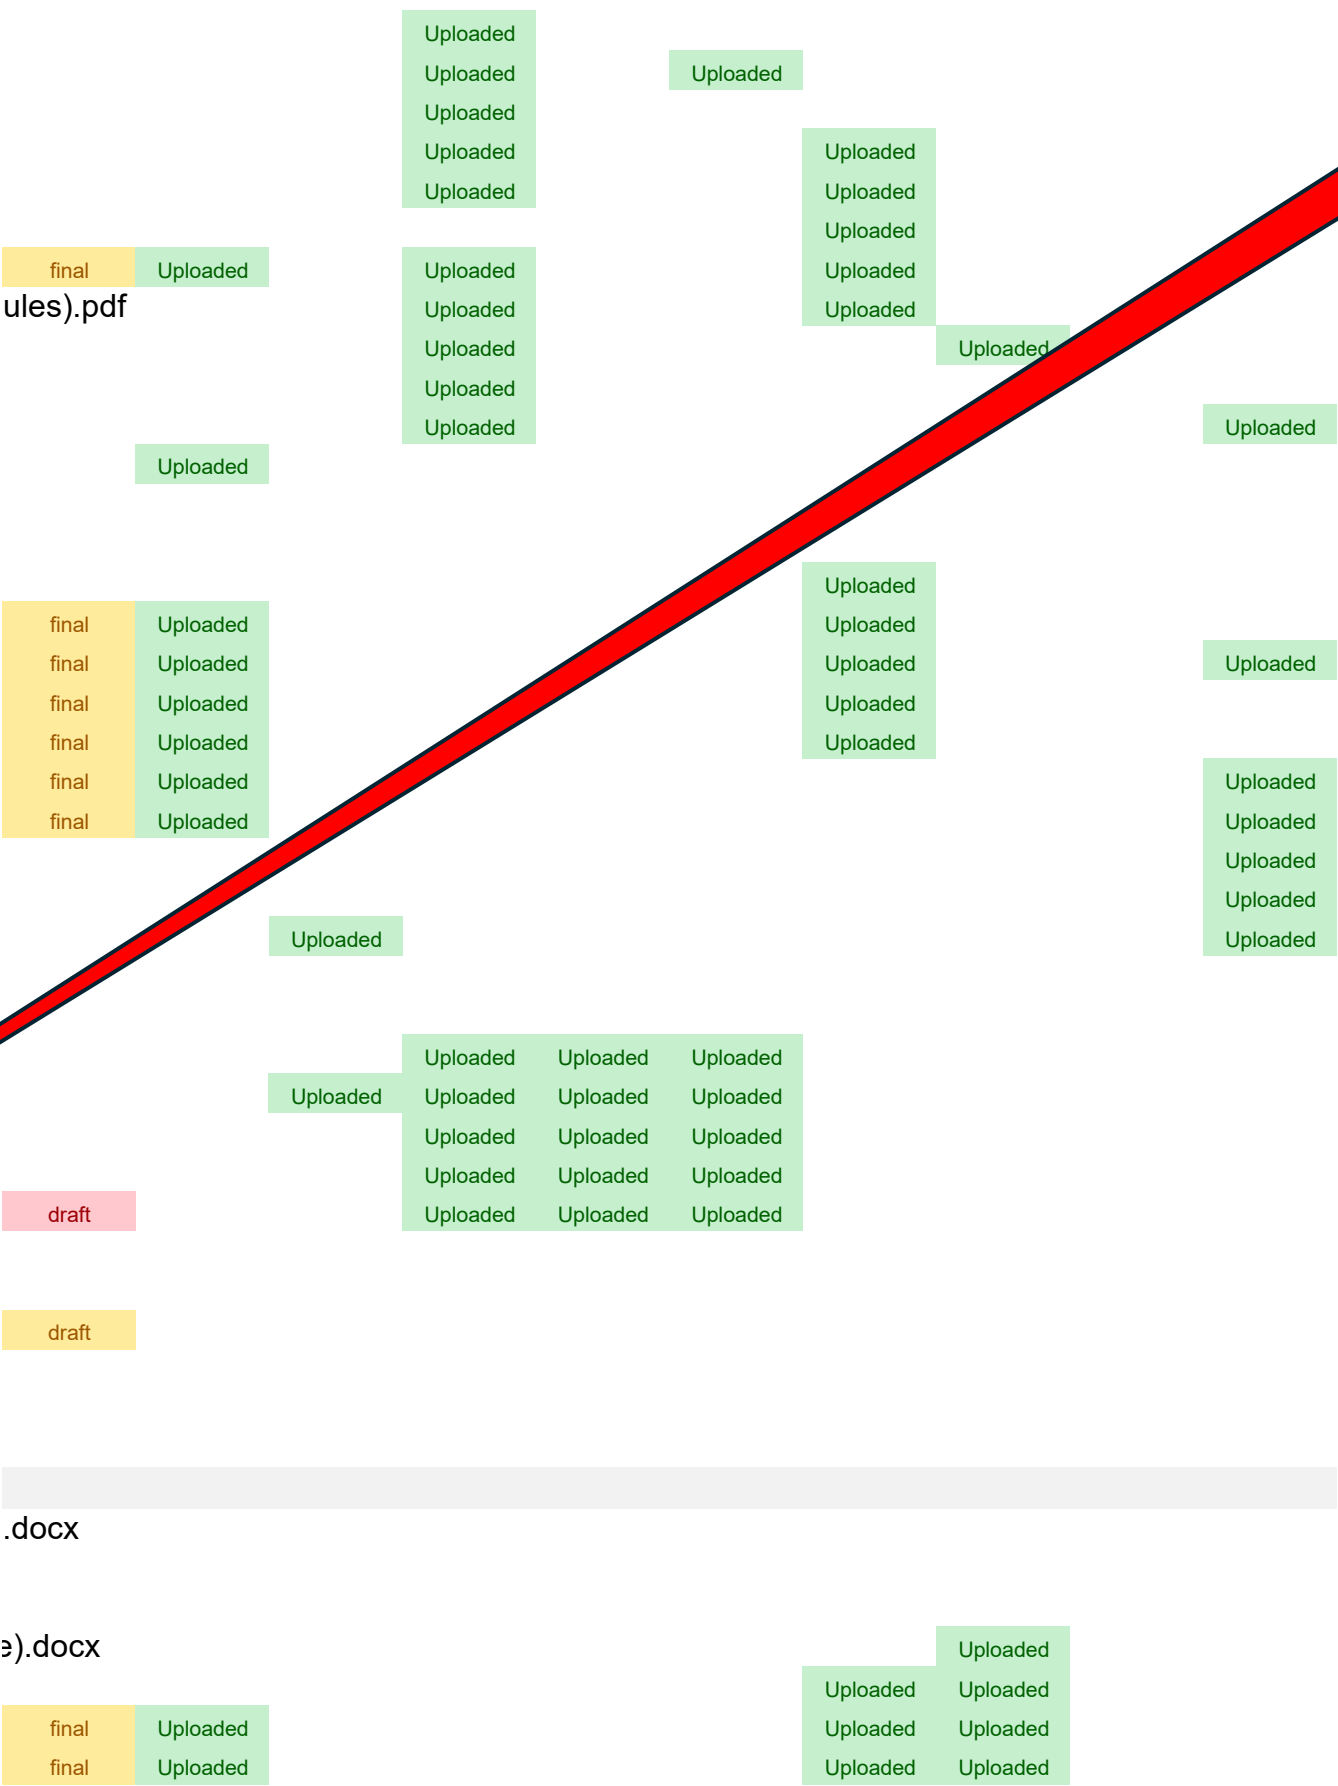 Uploaded
Uploaded Uploaded
Uploaded
Uploaded Uploaded
Uploaded Uploaded
Uploaded
final Uploaded Uploaded Uploaded
ules).pdf Uploaded Uploaded
Uploaded Uploaded
Uploaded
Uploaded Uploaded
Uploaded
Uploaded
final Uploaded Uploaded
final Uploaded Uploaded Uploaded
final Uploaded Uploaded
final Uploaded Uploaded
final Uploaded Uploaded
final Uploaded Uploaded
Uploaded
Uploaded
Uploaded Uploaded
Uploaded Uploaded Uploaded
Uploaded Uploaded Uploaded Uploaded
Uploaded Uploaded Uploaded
Uploaded Uploaded Uploaded
draft Uploaded Uploaded Uploaded
draft
.docx
e).docx Uploaded
Uploaded Uploaded
final Uploaded Uploaded Uploaded
final Uploaded Uploaded Uploaded